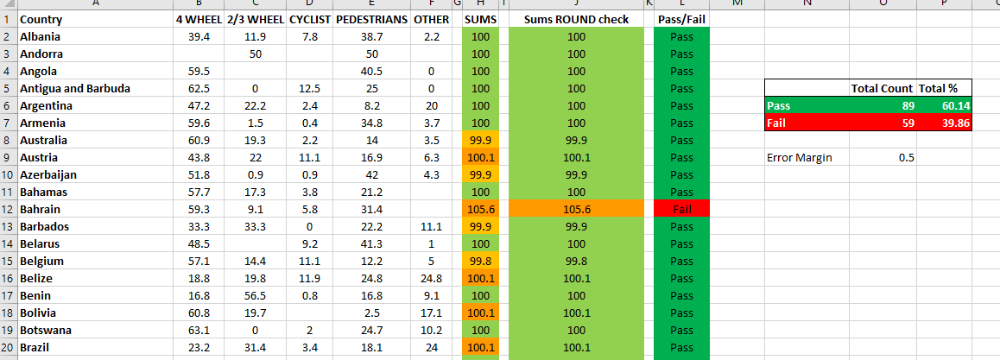 A B C D E F G H I J K L M N O P
1 Country 4 WHEEL 2/3 WHEEL CYCLIST PEDESTRIANS OTHER SUMS Sums ROUND check Pass/Fail
2 Albania 39.4 11.9 7.8 38.7 2.2 100 100 Pass
3 Andorra 50 50 100 100 Pass
4 Angola 59.5 40.5 0 100 100 Pass
5 Antigua and Barbuda 62.5 0 12.5 25 0 100 100 Pass Total Count Total %
6 Argentina 47.2 22.2 2.4 8.2 20 100 100 Pass Pass 89 60.14
7 Armenia 59.6 1.5 0.4 34.8 3.7 100 100 Pass Fail 59 39.86
8 Australia 60.9 19.3 2.2 14 3.5 99.9 99.9 Pass
9 Austria 43.8 22 11.1 16.9 6.3 100.1 100.1 Pass Error Margin 0.5
10 Azerbaijan 51.8 0.9 0.9 42 4.3 99.9 99.9 Pass
11 Bahamas 57.7 17.3 3.8 21.2 100 100 Pass
12 Bahrain 59.3 9.1 5.8 31.4 105.6 105.6 Fail
13 Barbados 33.3 33.3 0 22.2 11.1 99.9 99.9 Pass
14 Belarus 48.5 9.2 41.3 1 100 100 Pass
15 Belgium 57.1 14.4 11.1 12.2 5 99.8 99.8 Pass
16 Belize 18.8 19.8 11.9 24.8 24.8 100.1 100.1 Pass
17 Benin 16.8 56.5 0.8 16.8 9.1 100 100 Pass
18 Bolivia 60.8 19.7 2.5 17.1 100.1 100.1 Pass
19 Botswana 63.1 0 2 24.7 10.2 100 100 Pass
20 Brazil 23.2 31.4 3.4 18.1 24 100.1 100.1 Pass